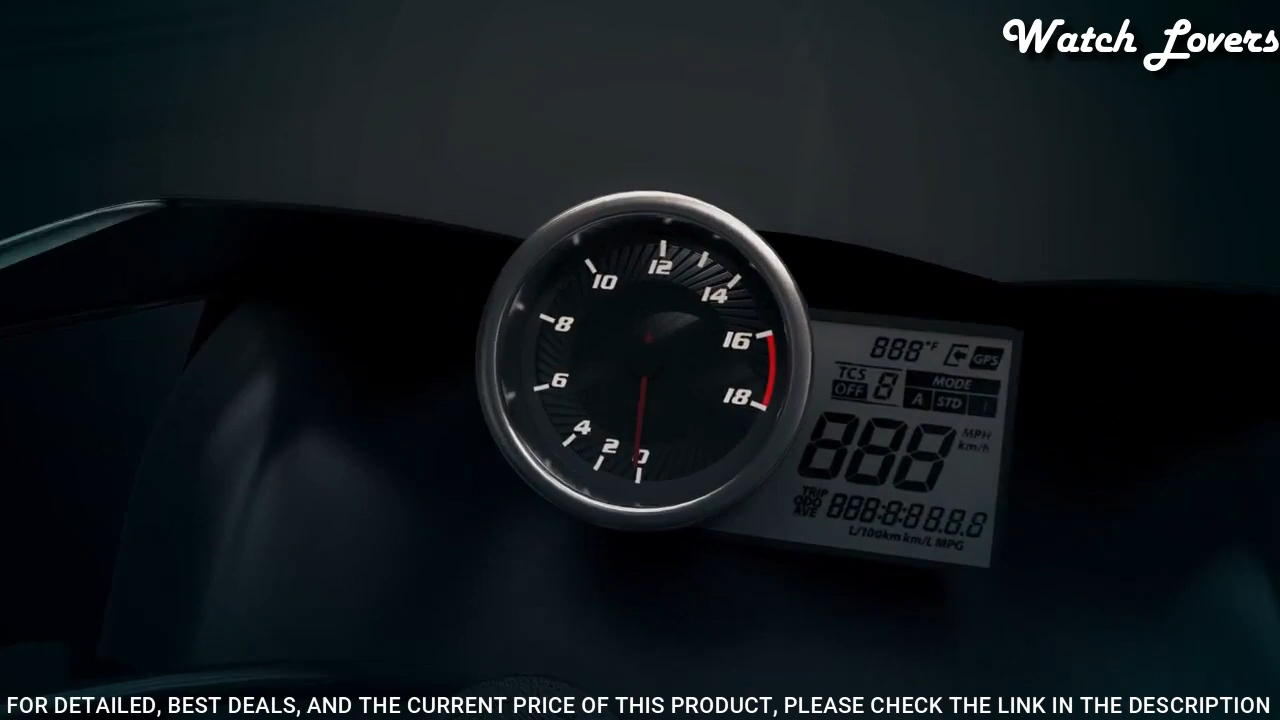 Watch Lovers
10
12
14
8
16
6
18
4
2
0
888°F GPS
TCS
OFF 8
MODE
A STD
888 MPH
km/h
TRIP
ODO
AVE
888:8:88.8.8
L/100km km/L MPG
FOR DETAILED, BEST DEALS, AND THE CURRENT PRICE OF THIS PRODUCT, PLEASE CHECK THE LINK IN THE DESCRIPTION